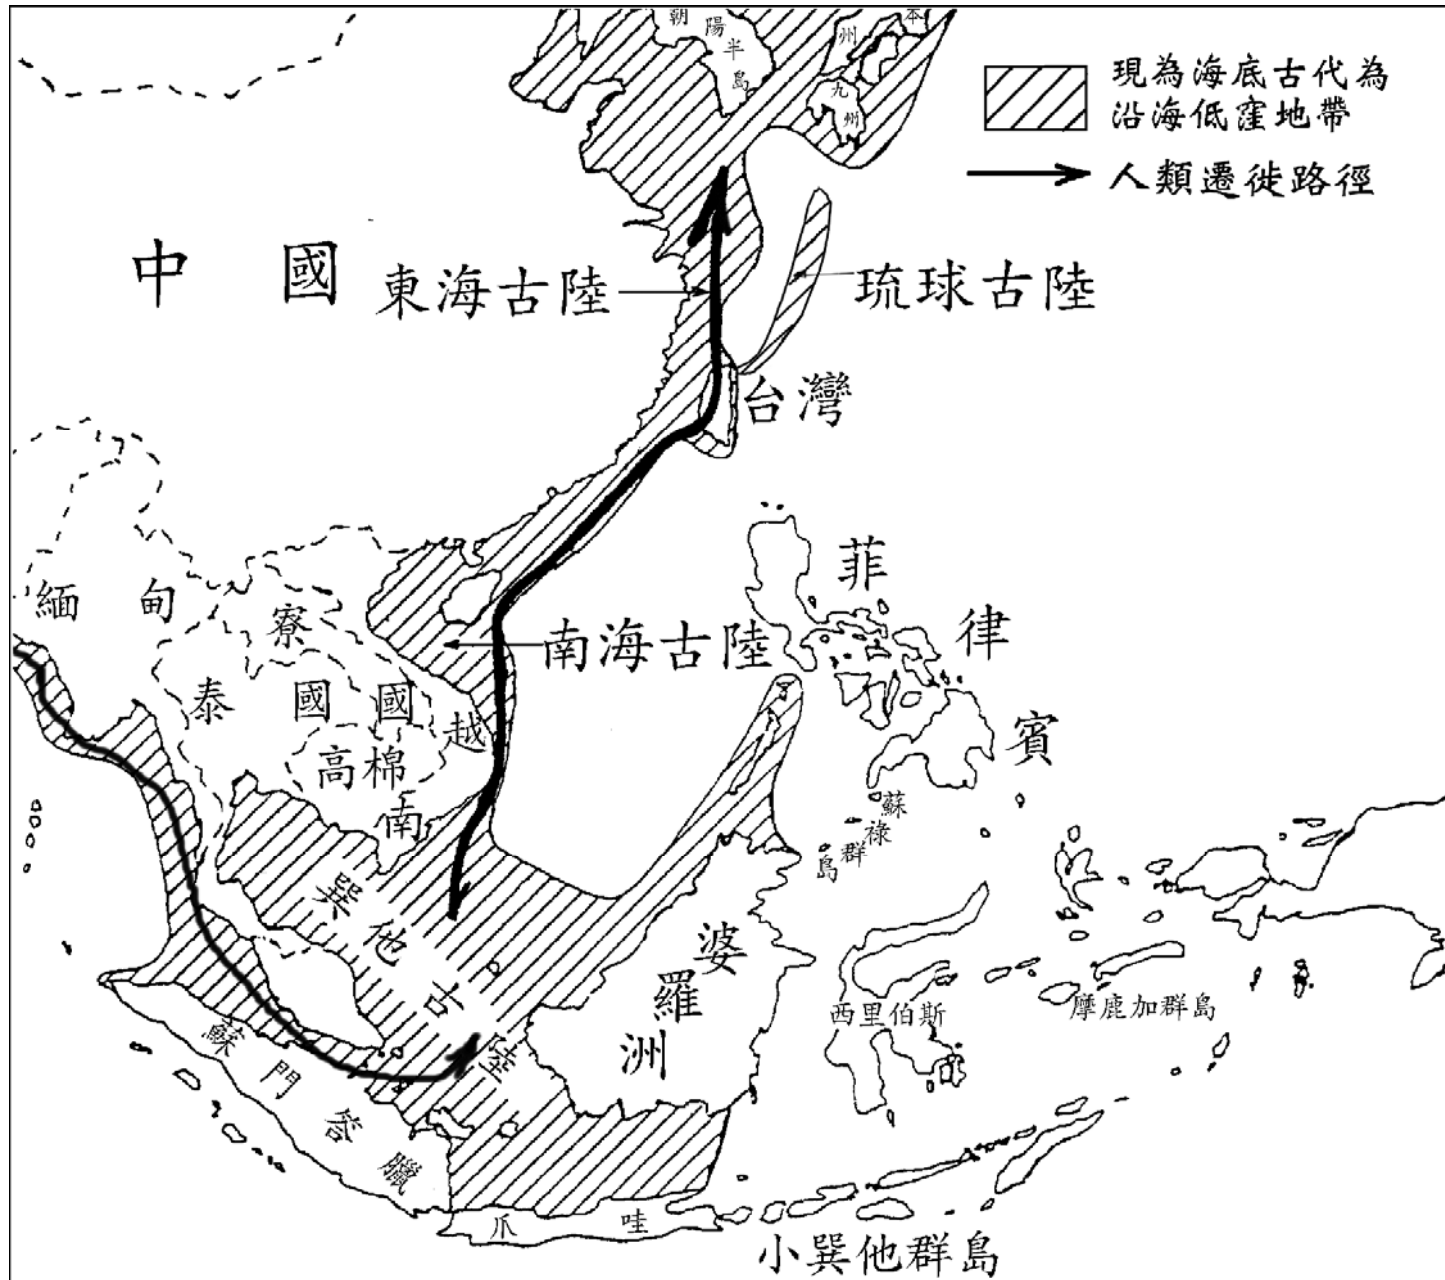 朝陽半島
本州
九州
現為海底古代為
沿海低窪地帶
人類遷徙路徑
中國
東海古陸
琉球古陸
台灣
緬甸
寮國
泰國
高棉
越南
南海古陸
菲律賓
蘇祿群島
巽他古陸
婆羅洲
西里伯斯
摩鹿加群島
蘇門答臘
爪哇
小巽他群島